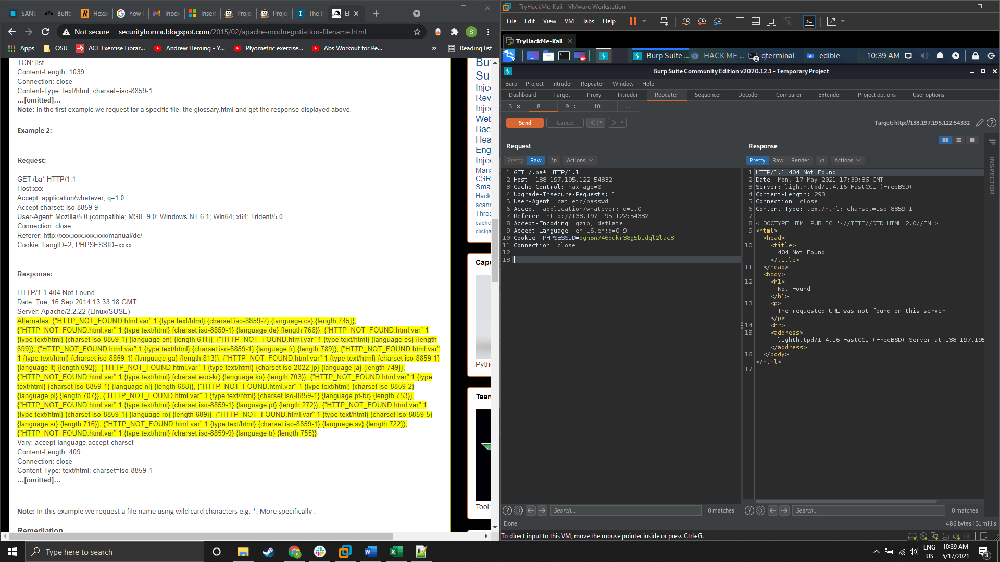 SANS
Buffe
Hexa
how
Inbox
Insert
Proje
Proje
The P
El
Not secure
securityhorror.blogspot.com/2015/02/apache-modnegotiation-filename.html
Apps
OSU
ACE Exercise Librar...
Andrew Heming - Y...
Plyometric exercise...
Abs Workout for Pe...
»
Reading list
TCN: list
Content-Length: 1039
Connection: close
Content-Type: text/html; charset=iso-8859-1
...[omitted]...
Note: In the first example we request for a specific file, the glossary.html and get the response displayed above.
Example 2:
Request:
GET /ba* HTTP/1.1
Host:xxx
Accept: application/whatever; q=1.0
Accept-charset: iso-8859-9
User-Agent: Mozilla/5.0 (compatible; MSIE 9.0; Windows NT 6.1; Win64; x64; Trident/5.0
Connection: close
Referer: http://xxx.xxx.xxx.xxx/manual/de/
Cookie: LangID=2; PHPSESSID=xxxx
Response:
HTTP/1.1 404 Not Found
Date: Tue, 16 Sep 2014 13:33:18 GMT
Server: Apache/2.2.22 (Linux/SUSE)
Alternates: {"HTTP_NOT_FOUND.html.var" 1 {type text/html} {charset iso-8859-2} {language cs} {length 745}},
{"HTTP_NOT_FOUND.html.var" 1 {type text/html} {charset iso-8859-1} {language de} {length 766}}, {"HTTP_NOT_FOUND.html.var" 1
{type text/html} {charset iso-8859-1} {language en} {length 611}}, {"HTTP_NOT_FOUND.html.var" 1 {type text/html} {language es} {length
699}}, {"HTTP_NOT_FOUND.html.var" 1 {type text/html} {charset iso-8859-1} {language fr} {length 789}}, {"HTTP_NOT_FOUND.html.var"
1 {type text/html} {charset iso-8859-1} {language ga} {length 813}}, {"HTTP_NOT_FOUND.html.var" 1 {type text/html} {charset iso-8859-1}
{language it} {length 692}}, {"HTTP_NOT_FOUND.html.var" 1 {type text/html} {charset iso-2022-jp} {language ja} {length 749}},
{"HTTP_NOT_FOUND.html.var" 1 {type text/html} {charset euc-kr} {language ko} {length 703}}, {"HTTP_NOT_FOUND.html.var" 1 {type
text/html} {charset iso-8859-1} {language nl} {length 688}}, {"HTTP_NOT_FOUND.html.var" 1 {type text/html} {charset iso-8859-2}
{language pl} {length 707}}, {"HTTP_NOT_FOUND.html.var" 1 {type text/html} {charset iso-8859-1} {language pt-br} {length 753}},
{"HTTP_NOT_FOUND.html.var" 1 {type text/html} {charset iso-8859-1} {language pt} {length 272}}, {"HTTP_NOT_FOUND.html.var" 1
{type text/html} {charset iso-8859-1} {language ro} {length 689}}, {"HTTP_NOT_FOUND.html.var" 1 {type text/html} {charset iso-8859-5}
{language sr} {length 716}}, {"HTTP_NOT_FOUND.html.var" 1 {type text/html} {charset iso-8859-1} {language sv} {length 722}},
{"HTTP_NOT_FOUND.html.var" 1 {type text/html} {charset iso-8859-9} {language tr} {length 755}}
Vary: accept-language,accept-charset
Content-Length: 409
Connection: close
Content-Type: text/html; charset=iso-8859-1
...[omitted]...
Note: In this example we request a file name using wild card characters e.g. *. More specifically .
Remediation
Bu
Su
Inje
Rev
Inje
Web
Bac
Hea
Eng
Inje
Mana
CSR
Sma
Hack
scann
Threa
cache
clickja
Cape
Pyth
Teen
Tool:
TryHackMe-Kali - VMware Workstation
File Edit View VM Tabs Help
TryHackMe-Kali
Burp Suite ...
HACK ME ...
2 qterminal
edible
10:39 AM
Burp Suite Community Edition v2020.12.1 - Temporary Project
Burp Project Intruder Repeater Window Help
Dashboard Target Proxy Intruder Repeater Sequencer Decoder Comparer Extender Project options User options
3 × 8 × 9 × 10 × ...
Send Cancel < > Target: http://138.197.195.122:54332 ?
Request
Pretty Raw \n Actions
1 GET /.ba* HTTP/1.1
2 Host: 138.197.195.122:54332
3 Cache-Control: max-age=0
4 Upgrade-Insecure-Requests: 1
5 User-Agent: cat etc/passwd
6 Accept: application/whatever; q=1.0
7 Referer: http://138.197.195.122:54332
8 Accept-Encoding: gzip, deflate
9 Accept-Language: en-US,en;q=0.9
10 Cookie: PHPSESSID=ogh5n746pukr38g5bidql2lac3
11 Connection: close
12
13
Response
Pretty Raw Render \n Actions
INSPECTOR
1 HTTP/1.1 404 Not Found
2 Date: Mon, 17 May 2021 17:39:36 GMT
3 Server: lighthttpd/1.4.16 FastCGI (FreeBSD)
4 Content-Length: 293
5 Connection: close
6 Content-Type: text/html; charset=iso-8859-1
7
8 <!DOCTYPE HTML PUBLIC "-//IETF//DTD HTML 2.0//EN">
9 <html>
<head>
10 <title>
404 Not Found
</title>
11 </head>
<body>
12 <h1>
Not Found
</h1>
13 <p>
The requested URL was not found on this server.
</p>
14 <hr>
15 <address>
lighthttpd/1.4.16 FastCGI (FreeBSD) Server at 138.197.195
</address>
16 </body>
</html>
17
Search...
0 matches
Search...
0 matches
Done
486 bytes | 31 millis
To direct input to this VM, move the mouse pointer inside or press Ctrl+G.
Type here to search
ENG
US
10:39 AM
5/17/2021
3